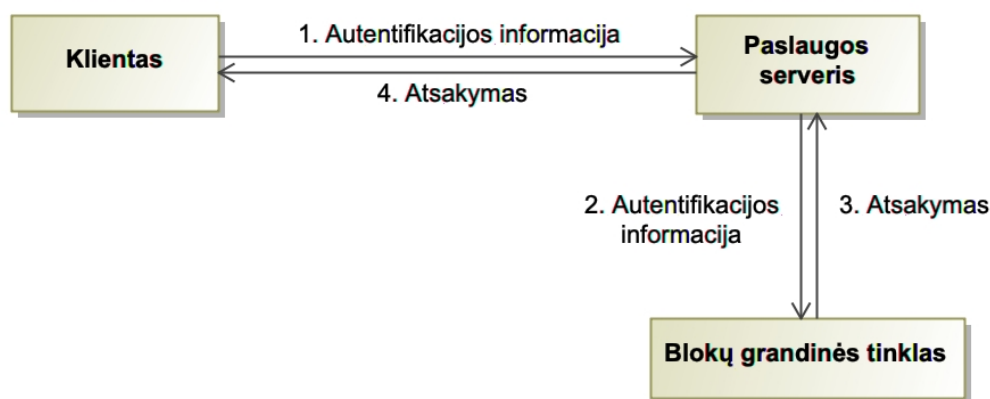 Klientas
1. Autentifikacijos informacija
4. Atsakymas
Paslaugos
serveris
2. Autentifikacijos
informacija
3. Atsakymas
Blokų grandinės tinklas